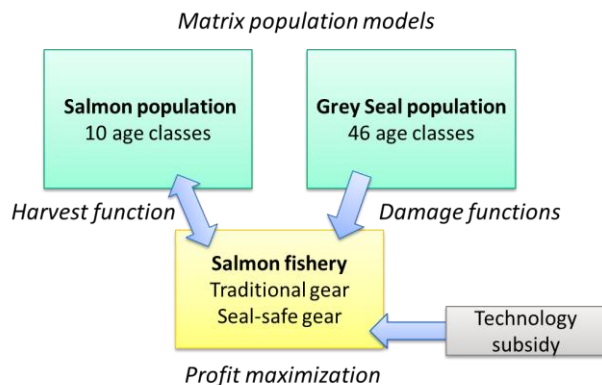 Matrix population models
Salmon population
10 age classes
Grey Seal population
46 age classes
Harvest function
Damage functions
Salmon fishery
Traditional gear
Seal-safe gear
Technology
subsidy
Profit maximization